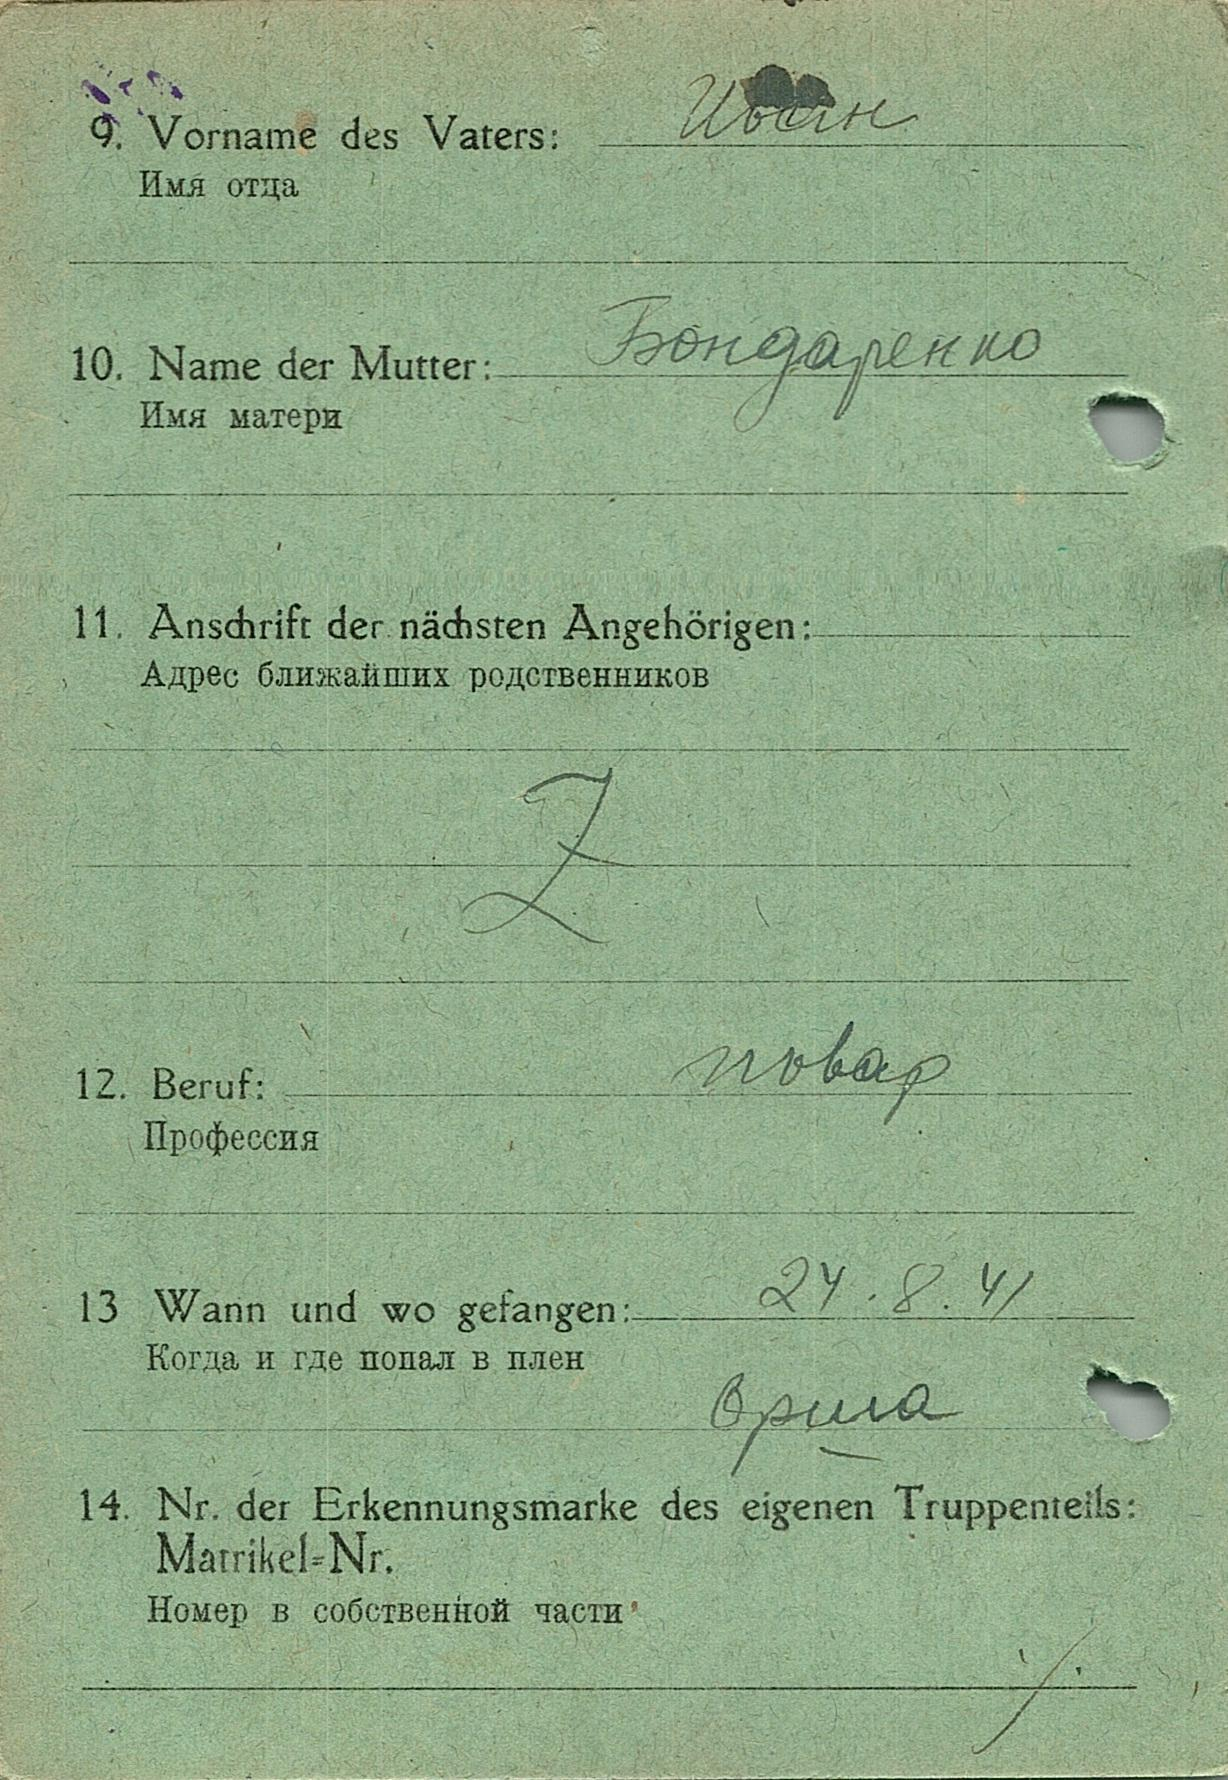 9. Vorname des Vaters: Иван
Имя отца
10. Name der Mutter: Бондаренко
Имя матери
11. Anschrift der nächsten Angehörigen:
Адрес ближайших родственников
Z
12. Beruf: повар
Профессия
13 Wann und wo gefangen: 24.8.41
Когда и где попал в плен
Орша
14. Nr. der Erkennungsmarke des eigenen Truppenteils:
Matrikel-Nr.
Номер в собственной части